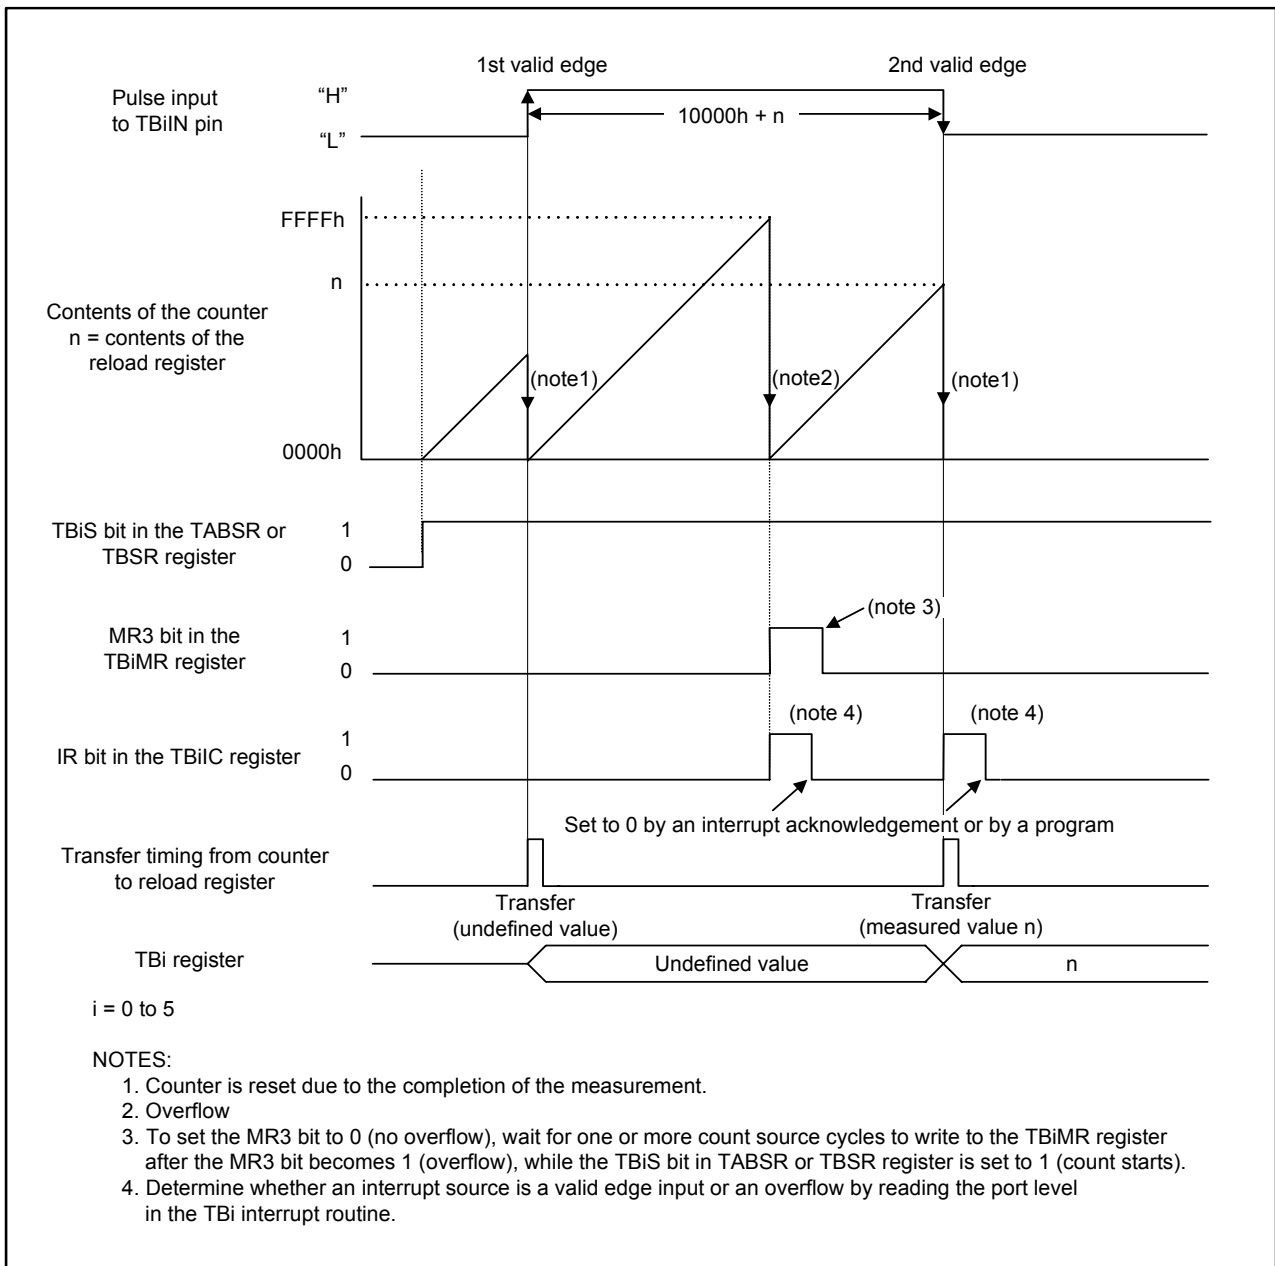 1st valid edge
2nd valid edge
Pulse input
to TBiIN pin
“H”
“L”
10000h + n
FFFFh
n
Contents of the counter
n = contents of the
reload register
(note1)
(note2)
(note1)
0000h
TBiS bit in the TABSR or
TBSR register
1
0
(note 3)
MR3 bit in the
TBiMR register
1
0
(note 4)
(note 4)
IR bit in the TBiIC register
1
0
Set to 0 by an interrupt acknowledgement or by a program
Transfer timing from counter
to reload register
Transfer
(undefined value)
Transfer
(measured value n)
TBi register
Undefined value
n
i = 0 to 5
NOTES:
1. Counter is reset due to the completion of the measurement.
2. Overflow
3. To set the MR3 bit to 0 (no overflow), wait for one or more count source cycles to write to the TBiMR register
after the MR3 bit becomes 1 (overflow), while the TBiS bit in TABSR or TBSR register is set to 1 (count starts).
4. Determine whether an interrupt source is a valid edge input or an overflow by reading the port level
in the TBi interrupt routine.